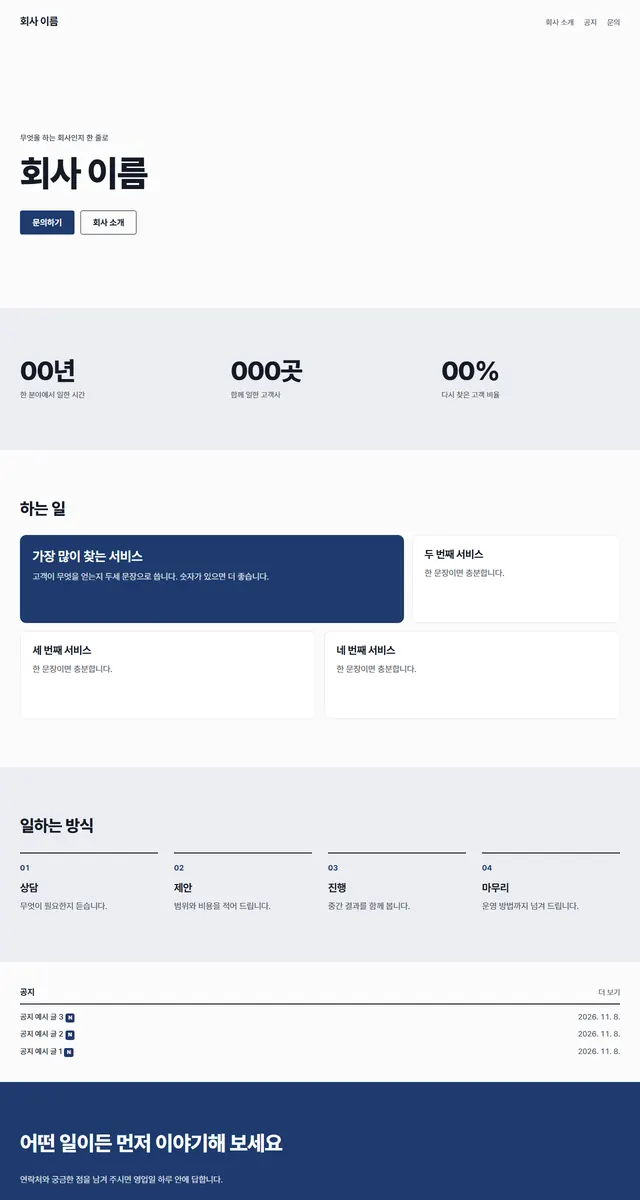 회사 이름
회사 소개 공지 문의
무엇을 하는 회사인지 한 줄로
회사 이름
문의하기 회사 소개
00년 000곳 00%
한 분야에서 일한 시간 함께 일한 고객사 다시 찾은 고객 비율
하는 일
가장 많이 찾는 서비스
고객이 무엇을 얻는지 두세 문장으로 씁니다. 숫자가 있으면 더 좋습니다.
두 번째 서비스
한 문장이면 충분합니다.
세 번째 서비스
한 문장이면 충분합니다.
네 번째 서비스
한 문장이면 충분합니다.
일하는 방식
01
상담
무엇이 필요한지 듣습니다.
02
제안
범위와 비용을 적어 드립니다.
03
진행
중간 결과를 함께 봅니다.
04
마무리
운영 방법까지 넘겨 드립니다.
공지 더 보기
공지 예시 글 3 N 2026. 11. 8.
공지 예시 글 2 N 2026. 11. 8.
공지 예시 글 1 N 2026. 11. 8.
어떤 일이든 먼저 이야기해 보세요
연락처와 궁금한 점을 남겨 주시면 영업일 하루 안에 답합니다.